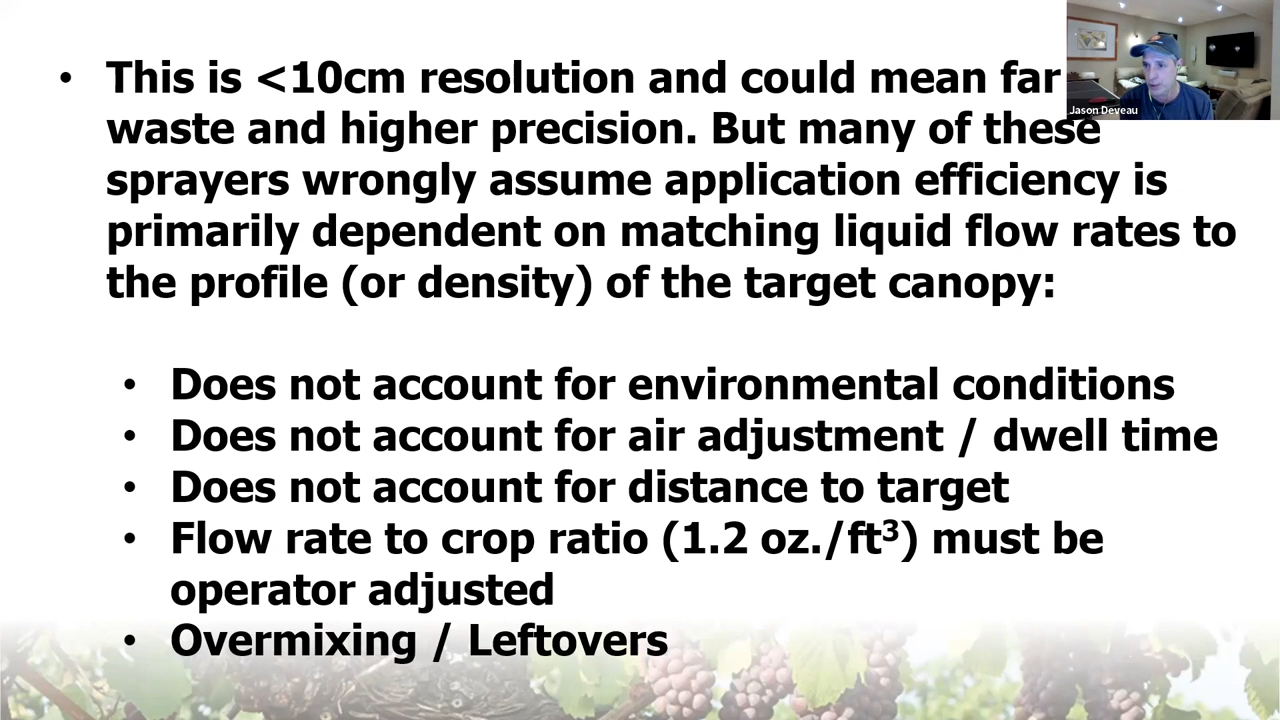 • This is <10cm resolution and could mean far
waste and higher precision. But many of these
sprayers wrongly assume application efficiency is
primarily dependent on matching liquid flow rates to
the profile (or density) of the target canopy:
• Does not account for environmental conditions
• Does not account for air adjustment / dwell time
• Does not account for distance to target
• Flow rate to crop ratio (1.2 oz./ft³) must be
operator adjusted
• Overmixing / Leftovers
Jason Deveau